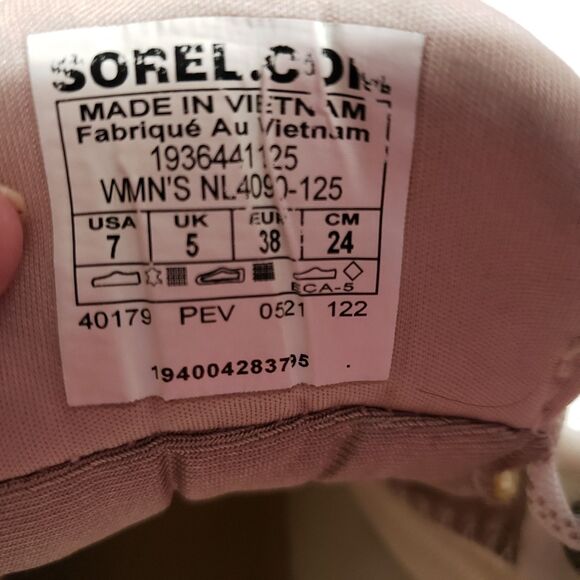 SOREL.COM
MADE IN VIETNAM
Fabriqué Au Vietnam
1936441125
WMN'S NL4090-125
USA UK EUR CM
7 5 38 24
ECA-5
40179 PEV 0521 122
194004283795 .